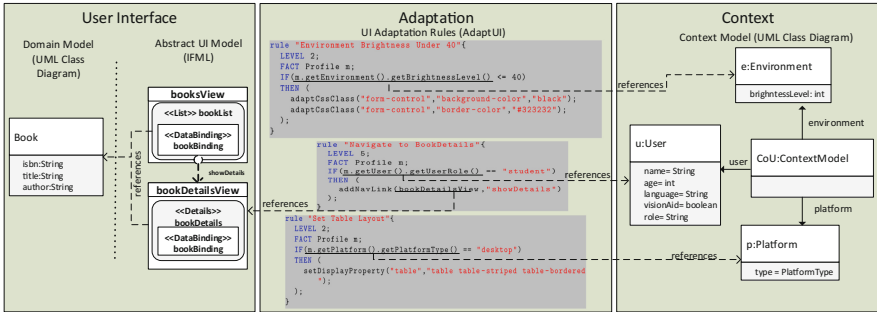 User Interface
Domain Model
(UML Class
Diagram)
Abstract UI Model
(IFML)
Book
isbn:String
title:String
author:String
references
booksView
<<List>> bookList
<<DataBinding>>
bookBinding
showDetails
bookDetailsView
<<Details>>
bookDetails
<<DataBinding>>
bookBinding
Adaptation
UI Adaptation Rules (AdaptUI)
rule "Environment Brightness Under 40"{
LEVEL 2;
FACT Profile m;
IF(m.getEnvironment().getBrightnessLevel() <= 40)
THEN (
adaptCssClass("form-control","background-color","black");
adaptCssClass("form-control","border-color","#323232");
);
}
references
rule "Navigate to BookDetails"{
LEVEL 5;
FACT Profile m;
IF(m.getUser().getUserRole() == "student")
THEN (
addNavLink(bookDetailsView,"showDetails")
);
}
references
references
rule "Set Table Layout"{
LEVEL 2;
FACT Profile m;
IF(m.getPlatform().getPlatformType() == "desktop")
THEN (
setDisplayProperty("table","table table-striped table-bordered
");
);
}
references
Context
Context Model (UML Class Diagram)
e:Environment
brightessLevel: int
environment
u:User
name= String
age= int
language= String
visionAid= boolean
role= String
user
CoU:ContextModel
platform
p:Platform
type = PlatformType